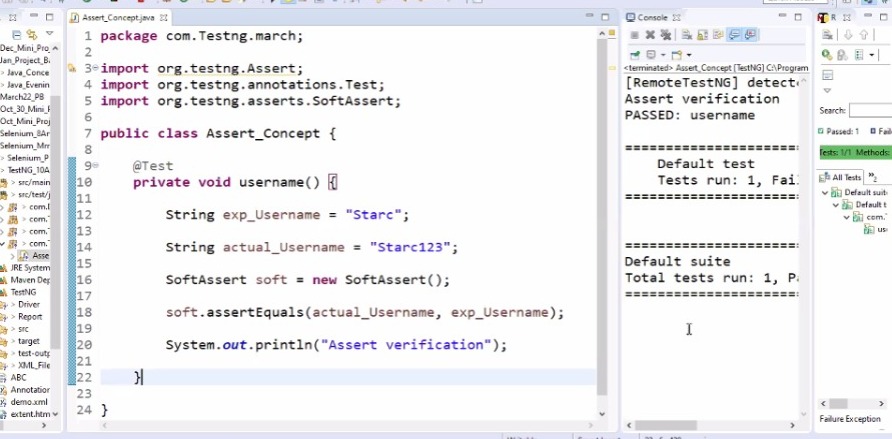 Assert_Concept.java
package com.Testng.march;
import org.testng.Assert;
import org.testng.annotations.Test;
import org.testng.asserts.SoftAssert;
public class Assert_Concept {
@Test
private void username() {
String exp_Username = "Starc";
String actual_Username = "Starc123";
SoftAssert soft = new SoftAssert();
soft.assertEquals(actual_Username, exp_Username);
System.out.println("Assert verification");
}
}
1
2
3
4
5
6
7
8
9
10
11
12
13
14
15
16
17
18
19
20
21
22
23
24
Dec_Mini_Pro
Jan_Project_B
Java_Conce
Java_Evenin
March22_PB
Oct_30_Mini_F
Oct_Mini_Proj
Selenium_8Ar
Selenium_Mr
Selenium_P
TestNG_10A
src/main
src/test/j
com.
com.
com.
Asse
JRE System
Maven Dep
TestNG
Driver
Report
src
target
test-outp
XML_File
ABC
Annotation
demo.xml
extent.htm
Console
<terminated> Assert_Concept [TestNG] C:\Program
[RemoteTestNG] detect
Assert verification
PASSED: username
===============================================
Default test
Tests run: 1, Fai
===============================================
===============================================
Default suite
Total tests run: 1, P
===============================================
R
Search:
Passed: 1
Fail
Tests: 1/1 Methods:
All Tests
Default suit
Default t
com.
us
Failure Exception